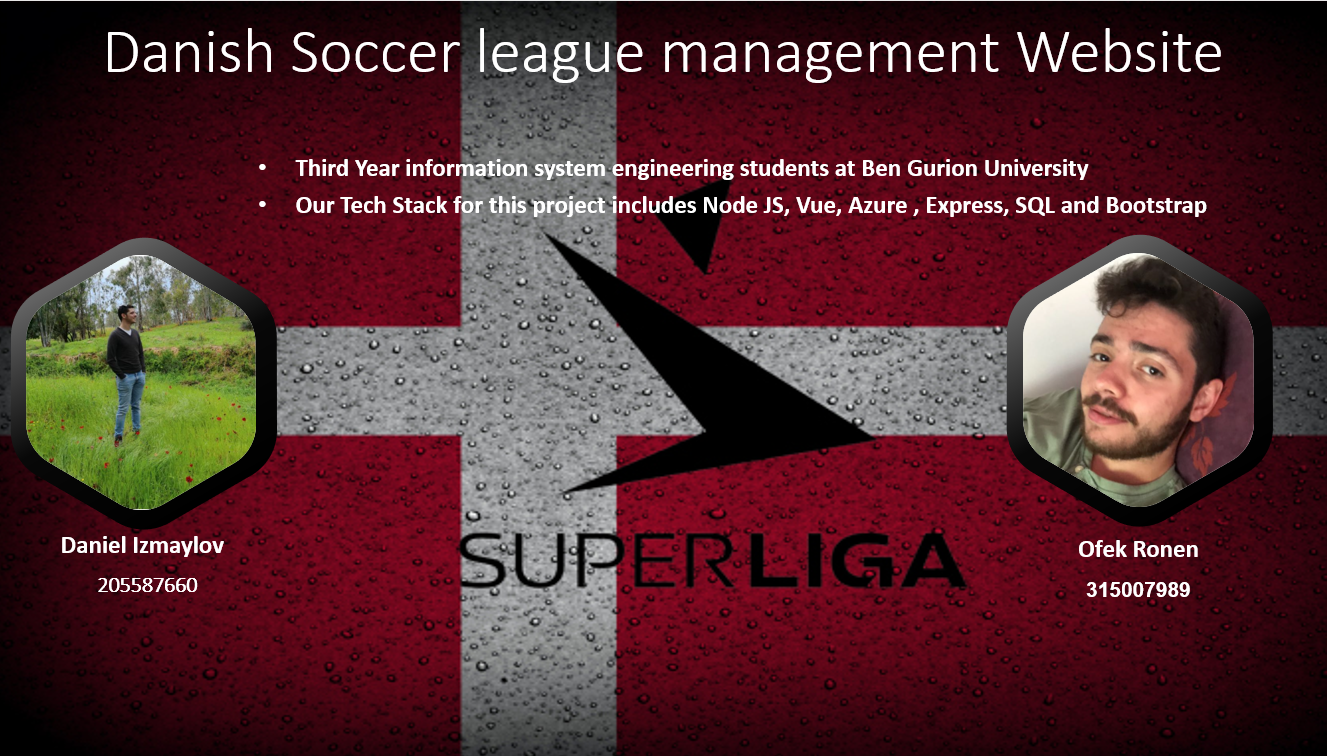 Danish Soccer league management Website
• Third Year information system engineering students at Ben Gurion University
• Our Tech Stack for this project includes Node JS, Vue, Azure , Express, SQL and Bootstrap
SUPERLIGA
Daniel Izmaylov
205587660
Ofek Ronen
315007989